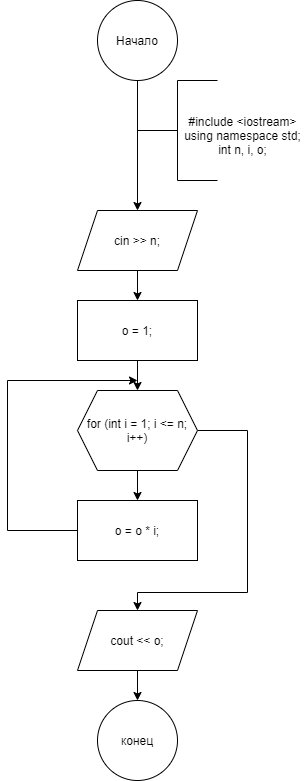 Начало
#include <iostream>
using namespace std;
int n, i, o;
cin >> n;
o = 1;
for (int i = 1; i <= n;
i++)
o = o * i;
cout << o;
конец